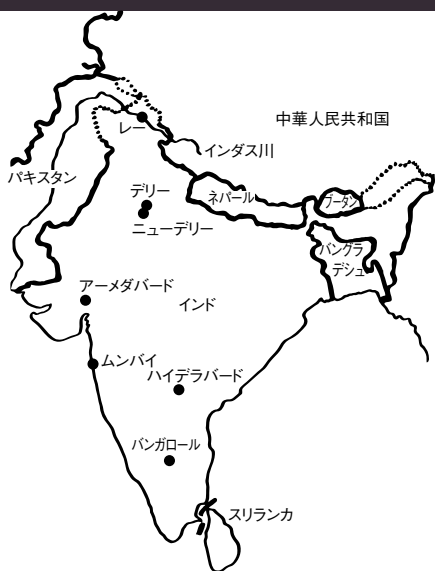 中華人民共和国
レー
インダス川
パキスタン
ネパール
ブータン
デリー
ニューデリー
バングラ
デシュ
アーメダバード
インド
ムンバイ
ハイデラバード
バンガロール
スリランカ